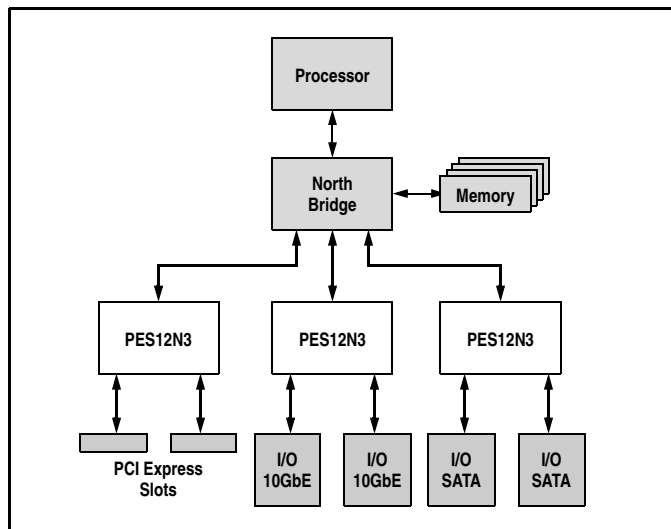 Processor
North
Bridge
Memory
PES12N3
PES12N3
PES12N3
PCI Express
Slots
I/O
10GbE
I/O
10GbE
I/O
SATA
I/O
SATA